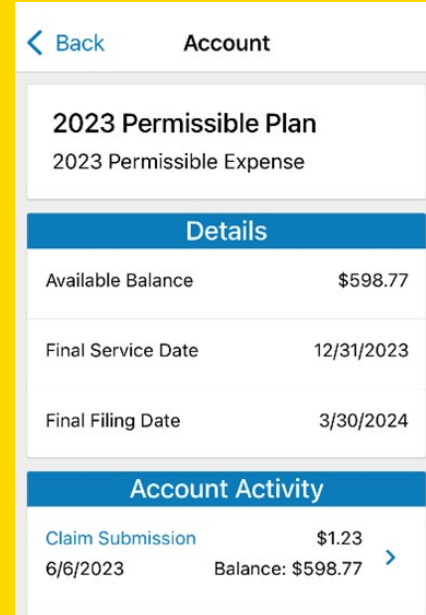 Back Account
2023 Permissible Plan
2023 Permissible Expense
Details
Available Balance $598.77
Final Service Date 12/31/2023
Final Filing Date 3/30/2024
Account Activity
Claim Submission $1.23
6/6/2023 Balance: $598.77